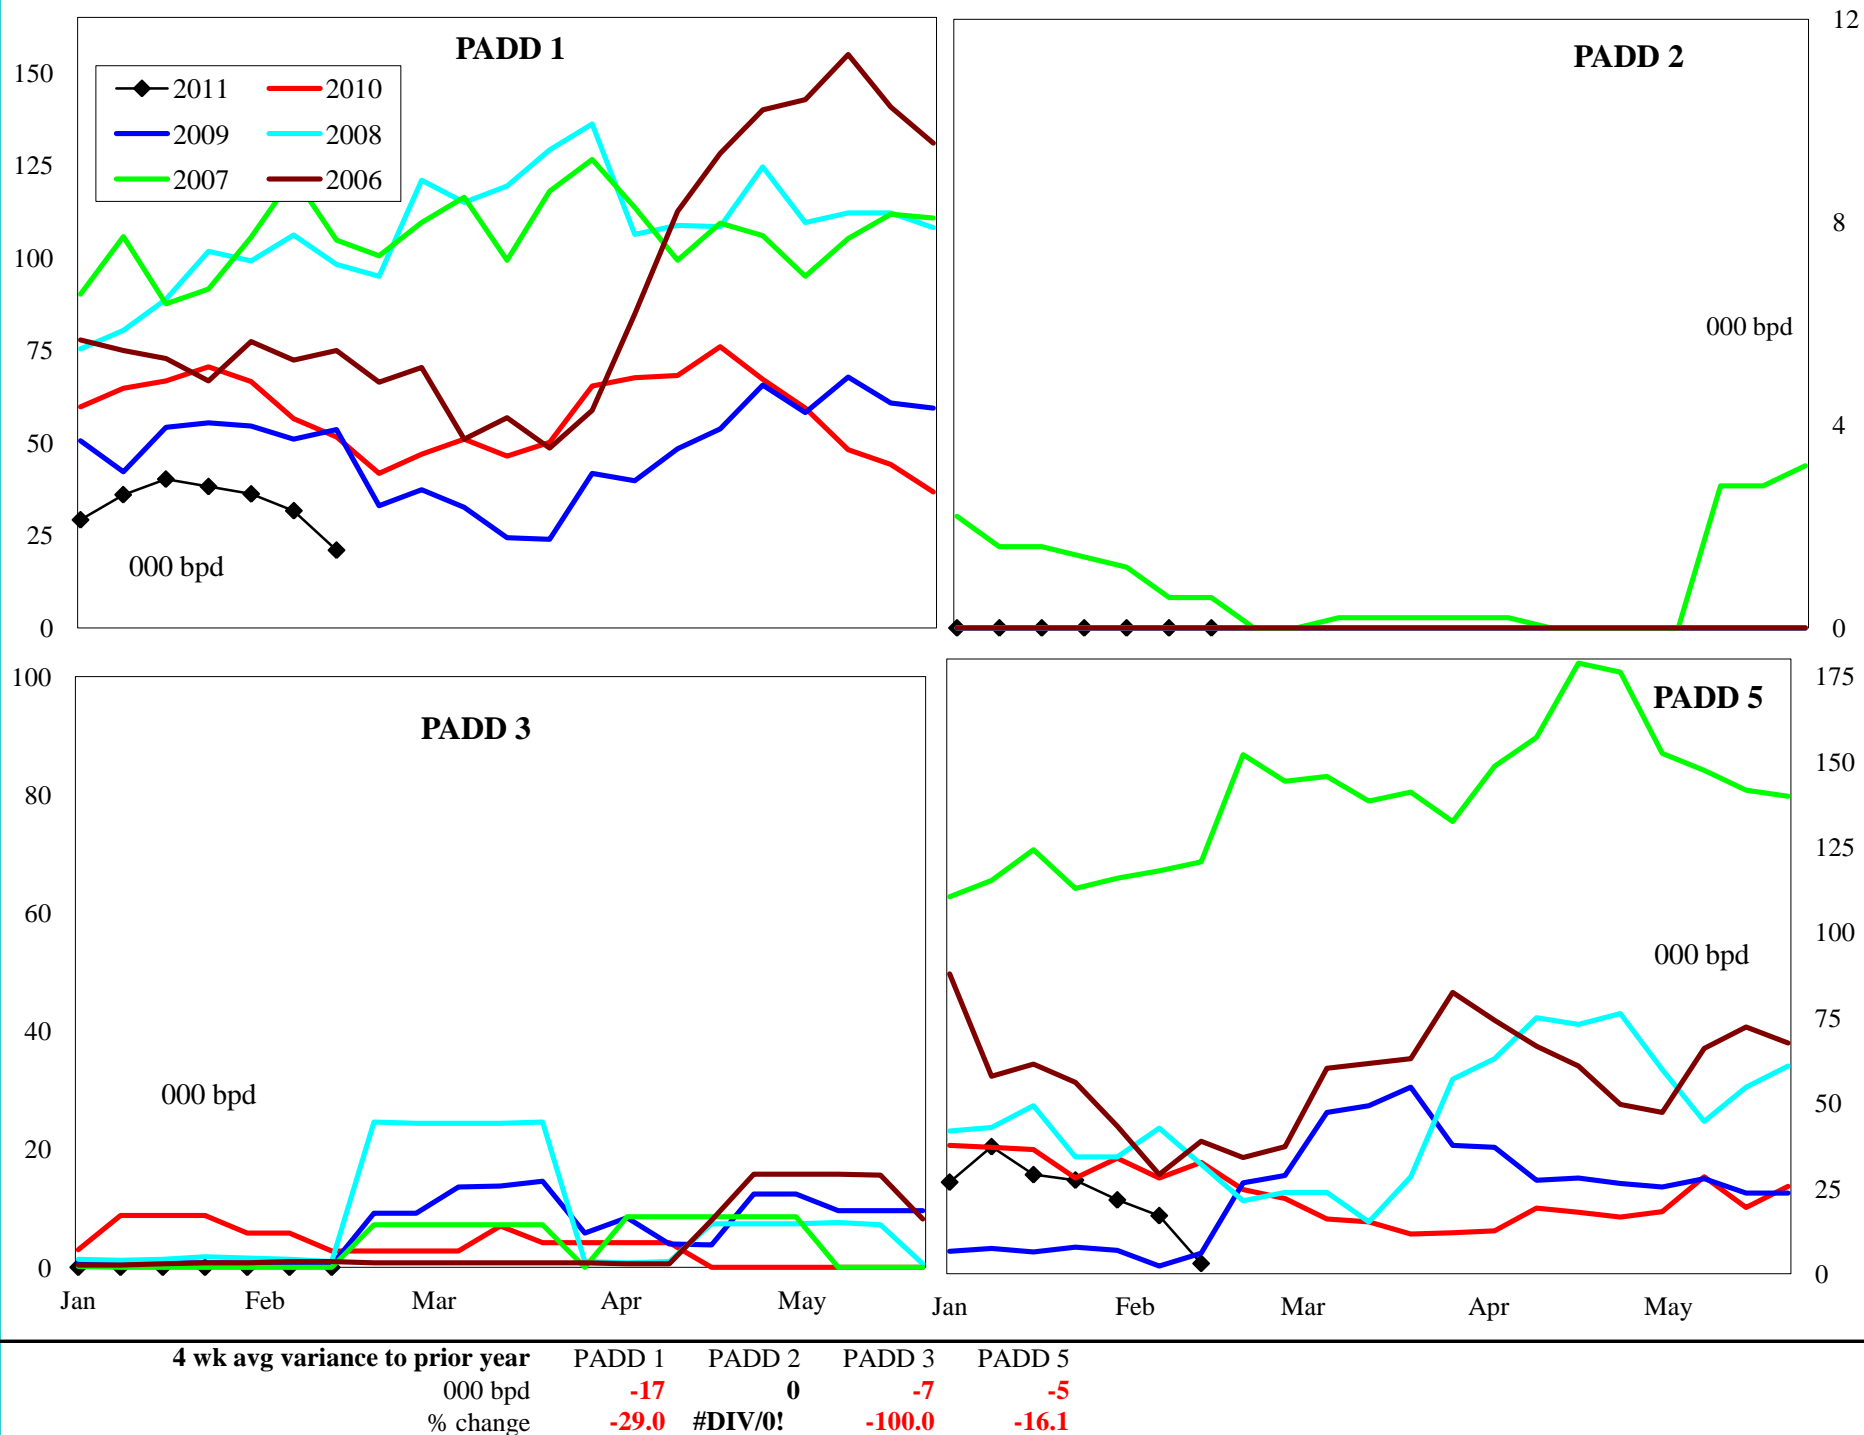 PADD 1
150
125
100
75
50
25
0
2011
2010
2009
2008
2007
2006
000 bpd
PADD 2
12
8
4
0
000 bpd
PADD 3
100
80
60
40
20
0
000 bpd
Jan Feb Mar Apr May
PADD 5
175
150
125
100
75
50
25
0
000 bpd
Jan Feb Mar Apr May
4 wk avg variance to prior year PADD 1 PADD 2 PADD 3 PADD 5
000 bpd -17 0 -7 -5
% change -29.0 #DIV/0! -100.0 -16.1